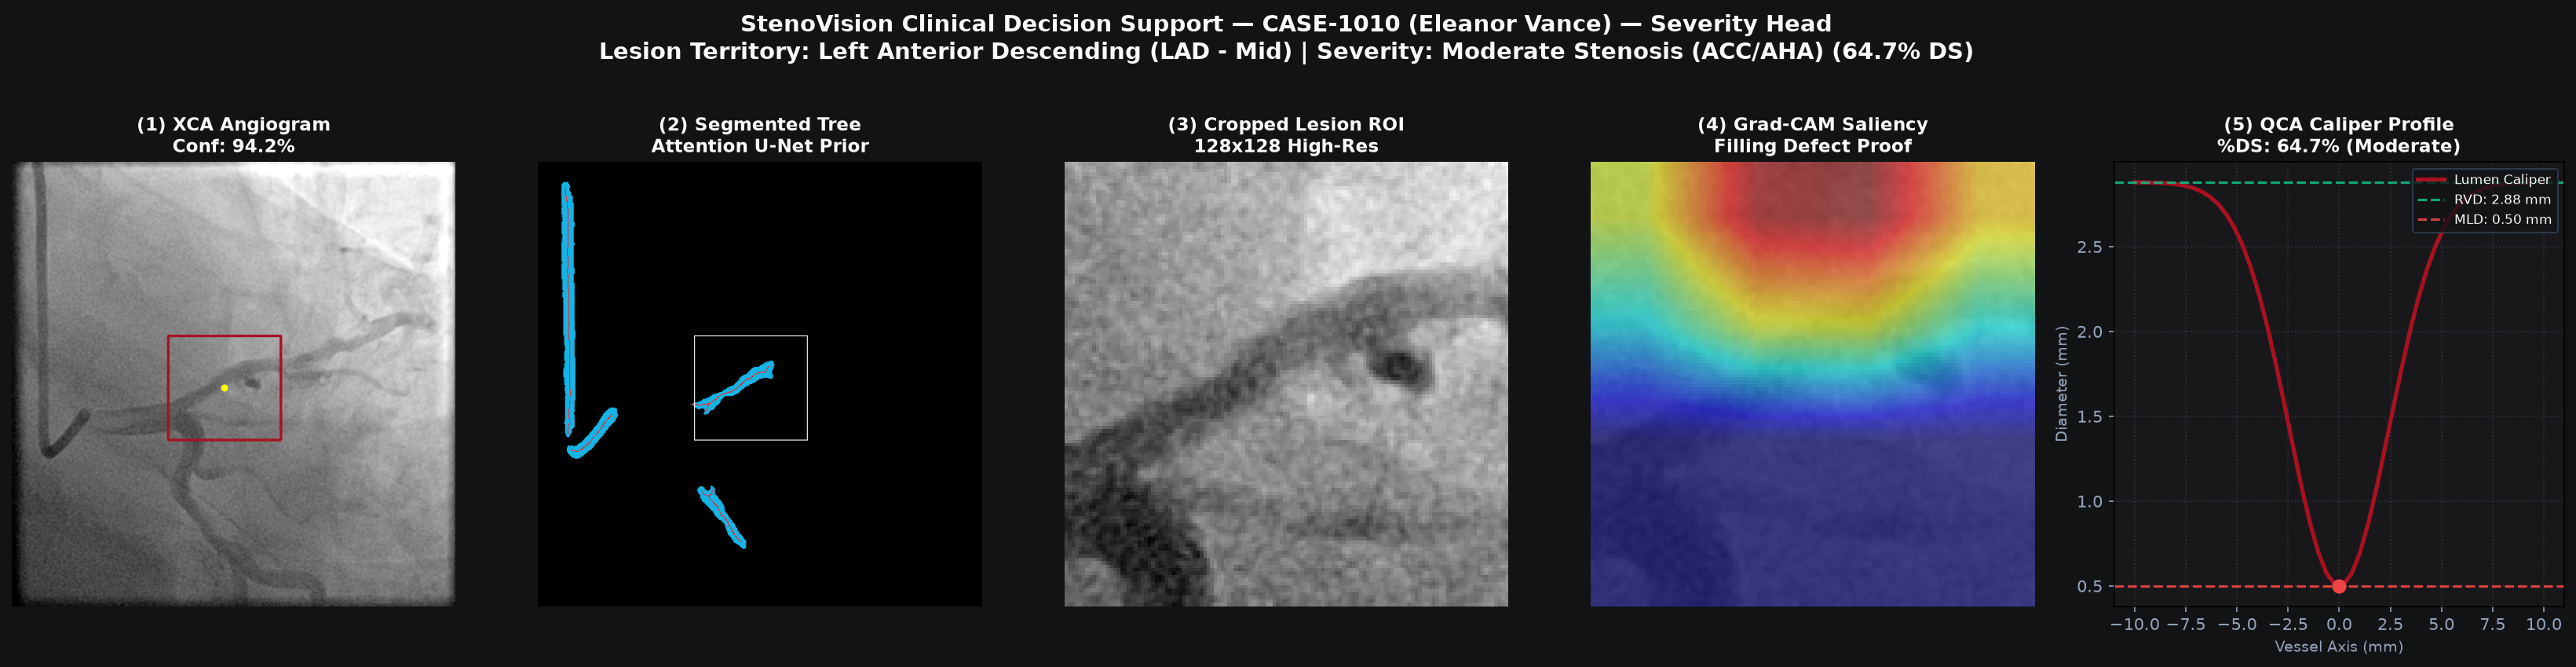 StenoVision Clinical Decision Support — CASE-1010 (Eleanor Vance) — Severity Head
Lesion Territory: Left Anterior Descending (LAD - Mid) | Severity: Moderate Stenosis (ACC/AHA) (64.7% DS)
(1) XCA Angiogram
Conf: 94.2%
(2) Segmented Tree
Attention U-Net Prior
(3) Cropped Lesion ROI
128x128 High-Res
(4) Grad-CAM Saliency
Filling Defect Proof
(5) QCA Caliper Profile
%DS: 64.7% (Moderate)
Lumen Caliper
RVD: 2.88 mm
MLD: 0.50 mm
Diameter (mm)
2.5
2.0
1.5
1.0
0.5
−10.0 −7.5 −5.0 −2.5 0.0 2.5 5.0 7.5 10.0
Vessel Axis (mm)